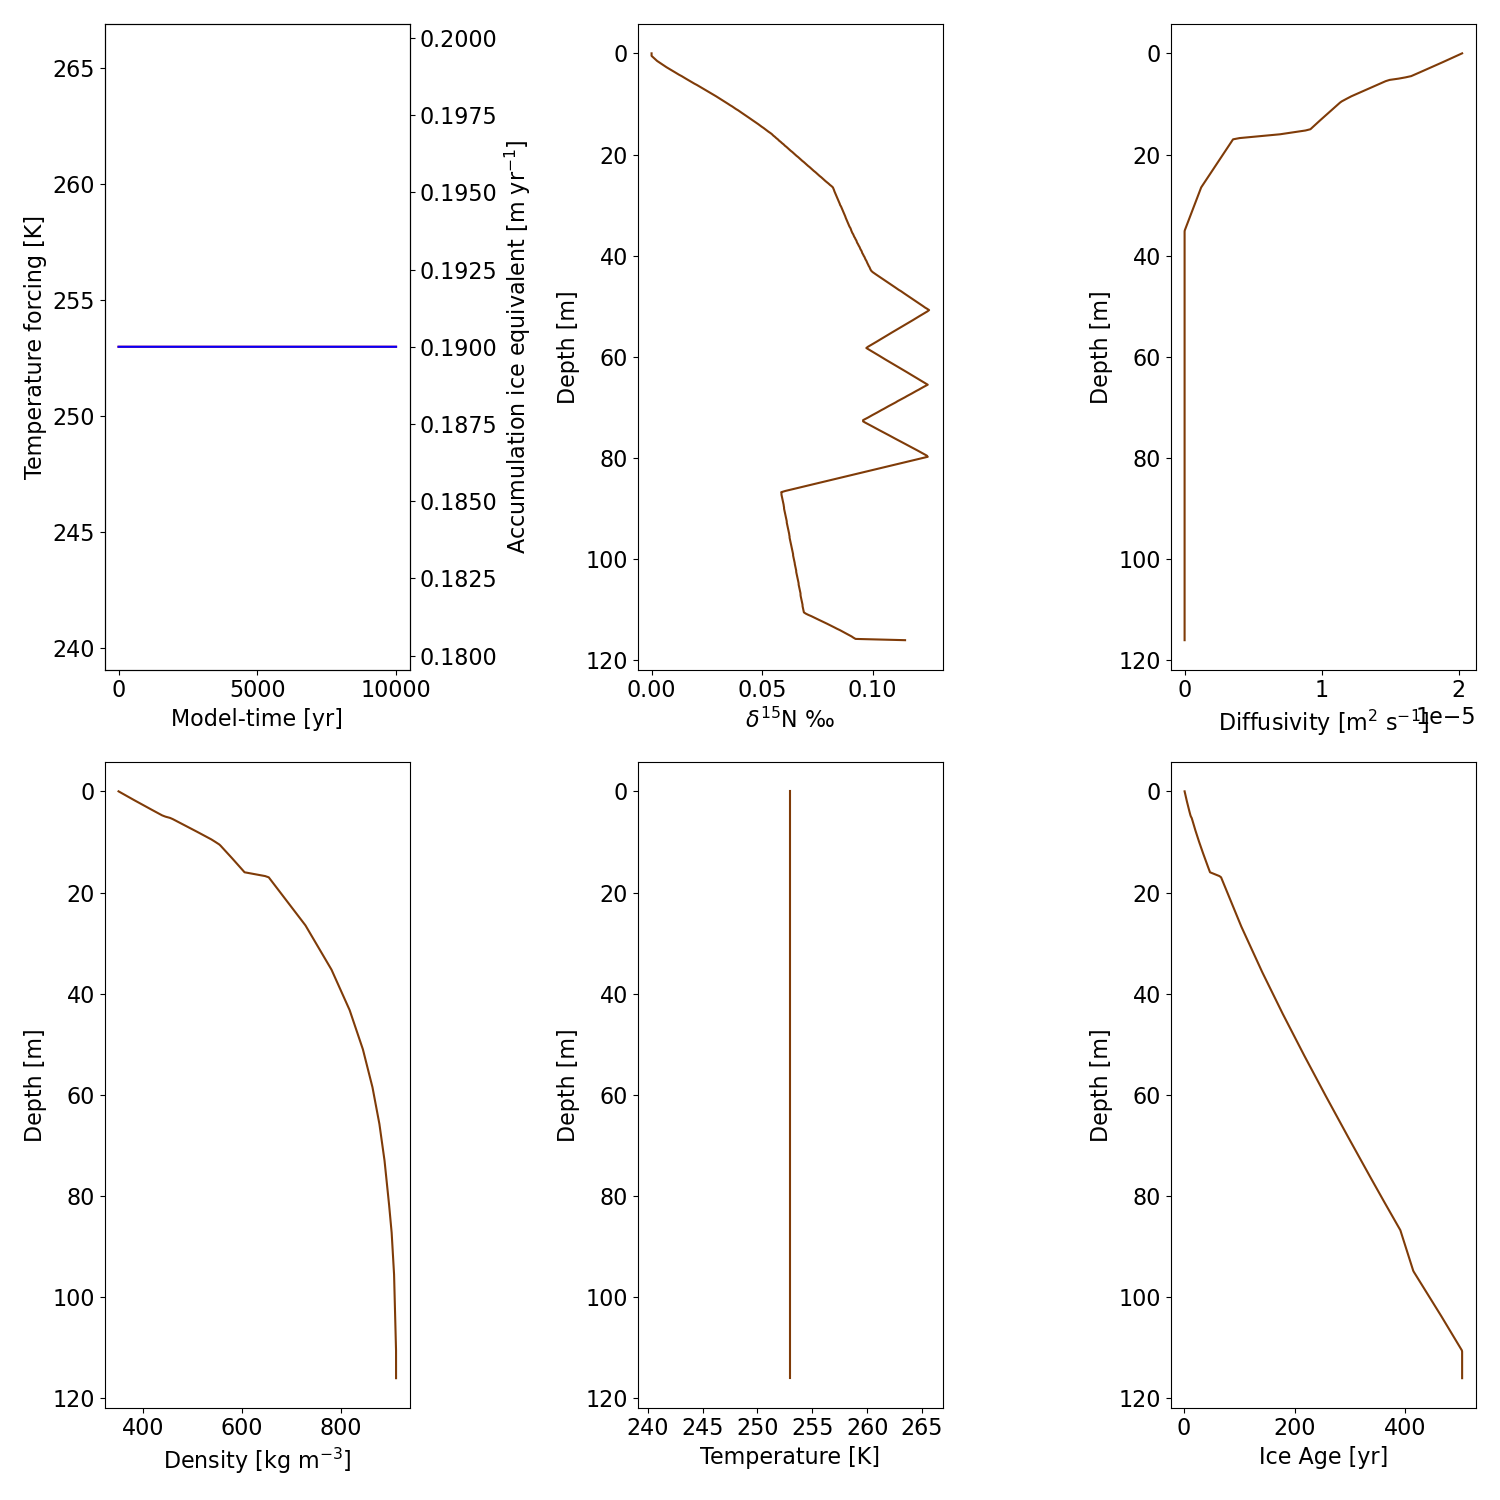 265
260
255
250
245
240
Temperature forcing [K]
0.2000
0.1975
0.1950
0.1925
0.1900
0.1875
0.1850
0.1825
0.1800
Accumulation ice equivalent [m yr⁻¹]
0 5000 10000
Model-time [yr]
0
20
40
60
80
100
120
Depth [m]
0.00 0.05 0.10
δ¹⁵N ‰
0
20
40
60
80
100
120
Depth [m]
0 1 2
Diffusivity [m² s⁻¹]
1e−5
0
20
40
60
80
100
120
Depth [m]
400 600 800
Density [kg m⁻³]
0
20
40
60
80
100
120
Depth [m]
240 245 250 255 260 265
Temperature [K]
0
20
40
60
80
100
120
Depth [m]
0 200 400
Ice Age [yr]